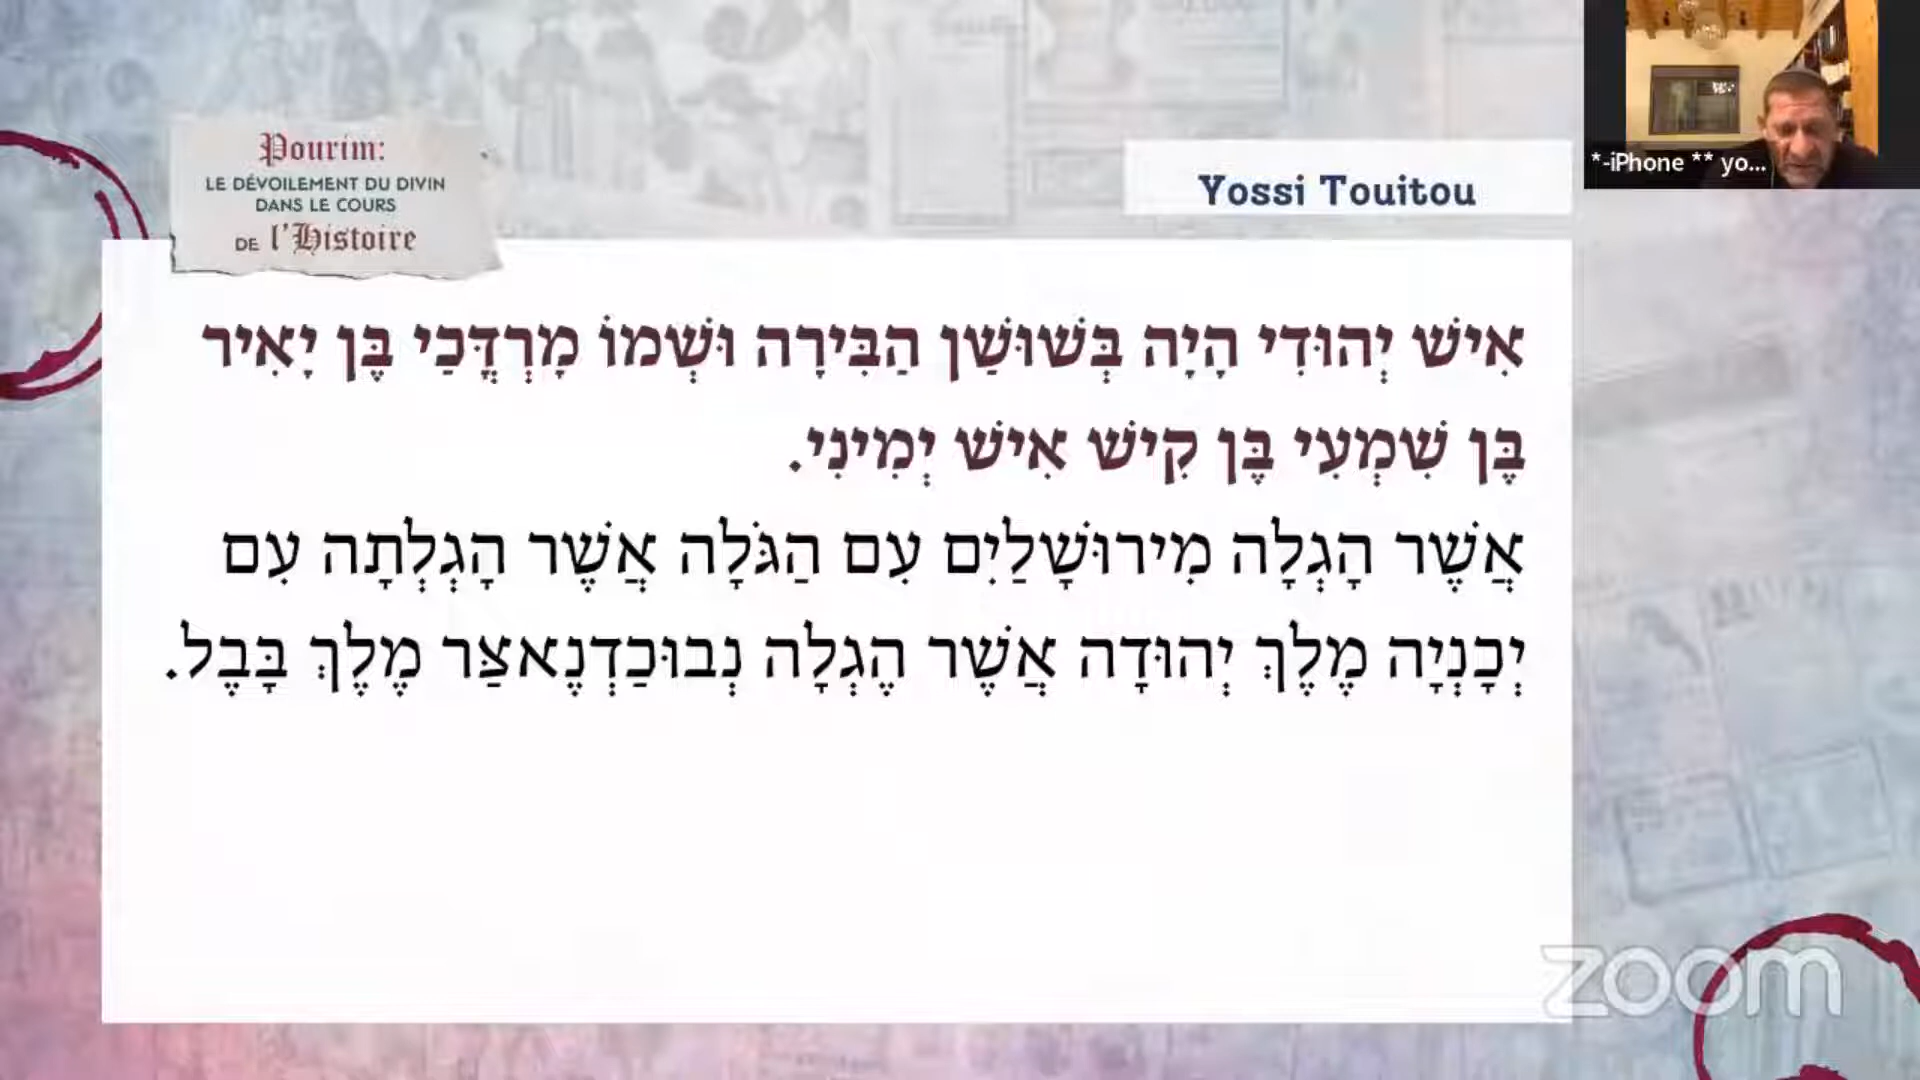 Pourim:
LE DÉVOILEMENT DU DIVIN
DANS LE COURS
DE l'Histoire
Yossi Touitou
*-iPhone ** yo...
אִישׁ יְהוּדִי הָיָה בְּשׁוּשַׁן הַבִּירָה וּשְׁמוֹ מָרְדֳּכַי בֶּן יָאִיר
בֶּן שִׁמְעִי בֶּן קִישׁ אִישׁ יְמִינִי.
אֲשֶׁר הָגְלָה מִירוּשָׁלַיִם עִם הַגֹּלָה אֲשֶׁר הָגְלְתָה עִם
יְכָנְיָה מֶלֶךְ יְהוּדָה אֲשֶׁר הֶגְלָה נְבוּכַדְנֶאצַּר מֶלֶךְ בָּבֶל.
zoom